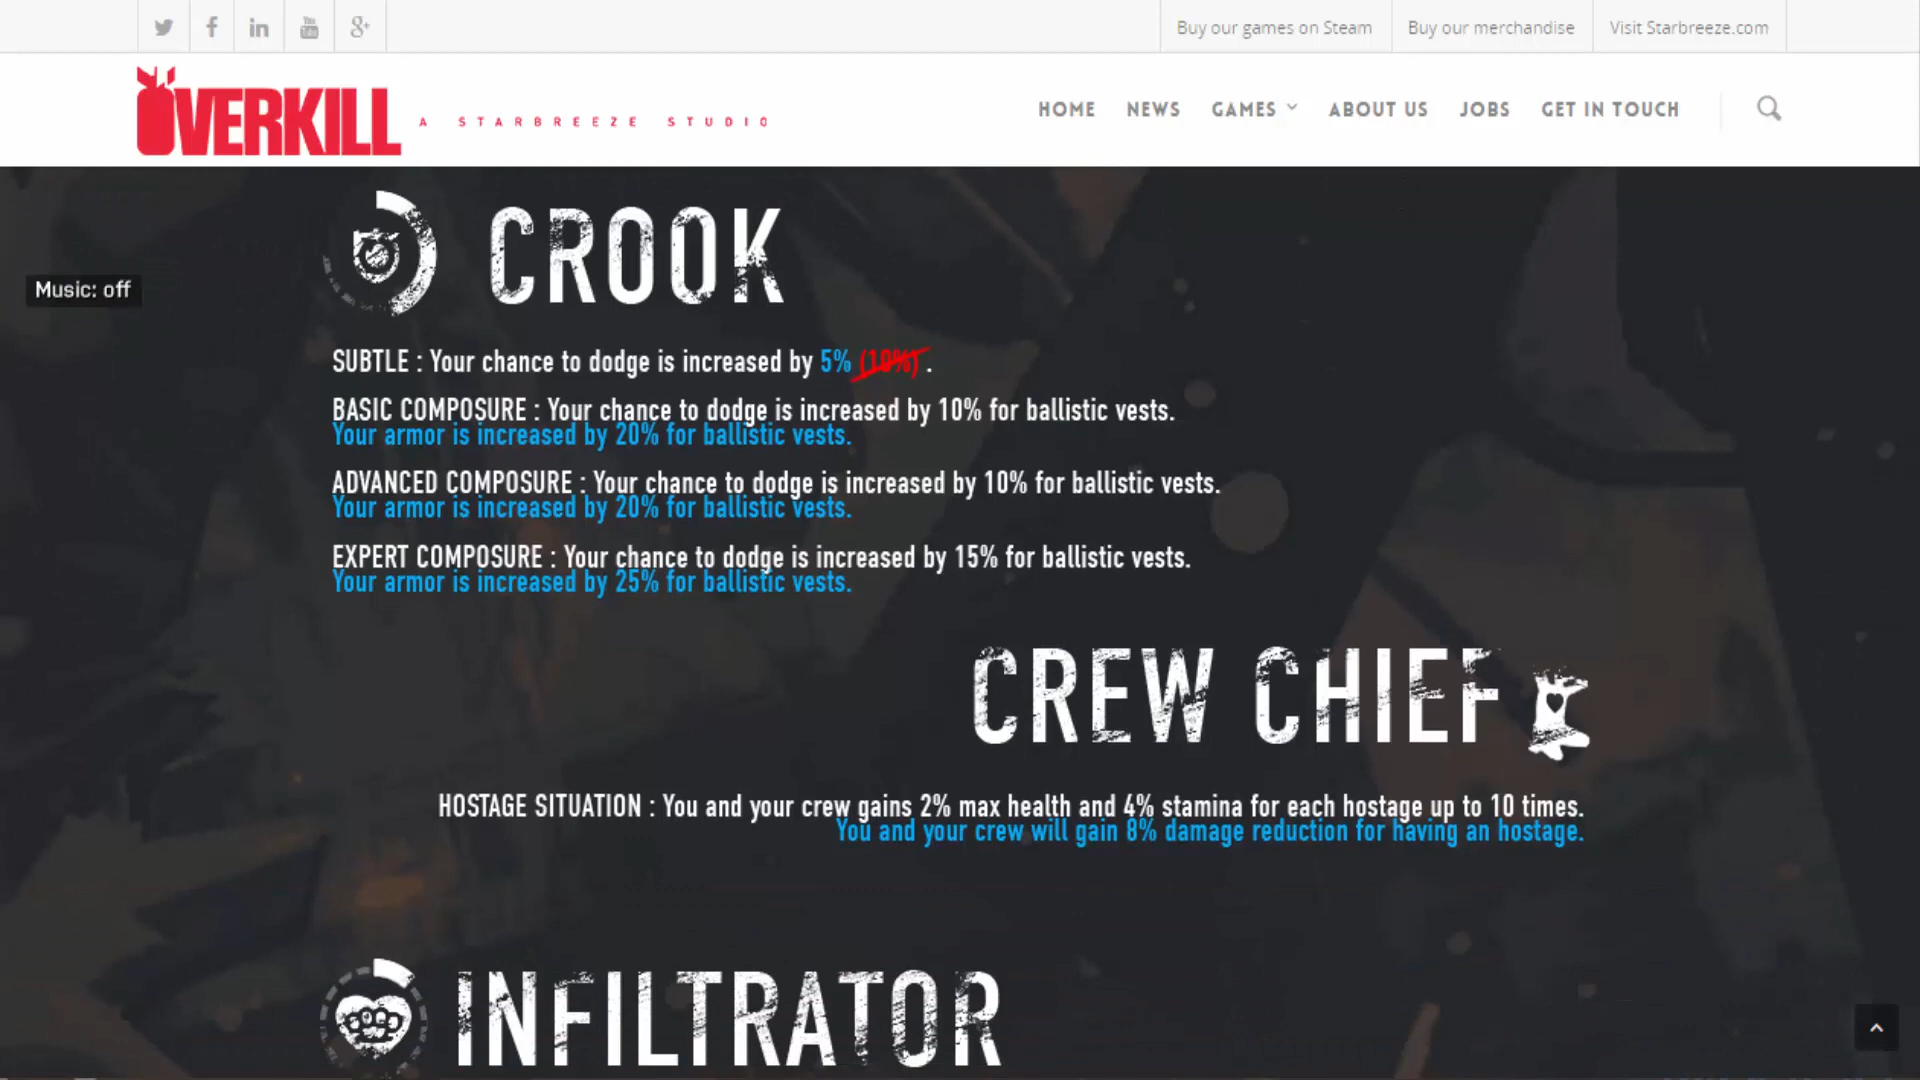 Buy our games on Steam
Buy our merchandise
Visit Starbreeze.com
OVERKILL
A STARBREEZE STUDIO
HOME
NEWS
GAMES
ABOUT US
JOBS
GET IN TOUCH
CROOK
Music: off
SUBTLE : Your chance to dodge is increased by 5% (10%) .
BASIC COMPOSURE : Your chance to dodge is increased by 10% for ballistic vests.
Your armor is increased by 20% for ballistic vests.
ADVANCED COMPOSURE : Your chance to dodge is increased by 10% for ballistic vests.
Your armor is increased by 20% for ballistic vests.
EXPERT COMPOSURE : Your chance to dodge is increased by 15% for ballistic vests.
Your armor is increased by 25% for ballistic vests.
CREW CHIEF
HOSTAGE SITUATION : You and your crew gains 2% max health and 4% stamina for each hostage up to 10 times.
You and your crew will gain 8% damage reduction for having an hostage.
INFILTRATOR